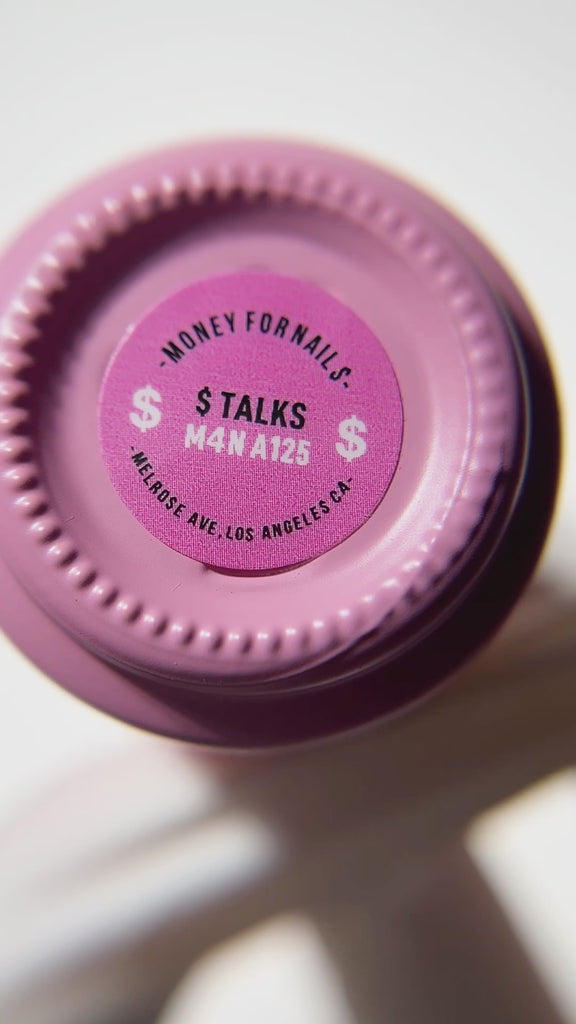 -MONEY FOR NAILS-
$ TALKS
$ M4N A125 $
-MELROSE AVE, LOS ANGELES CA-